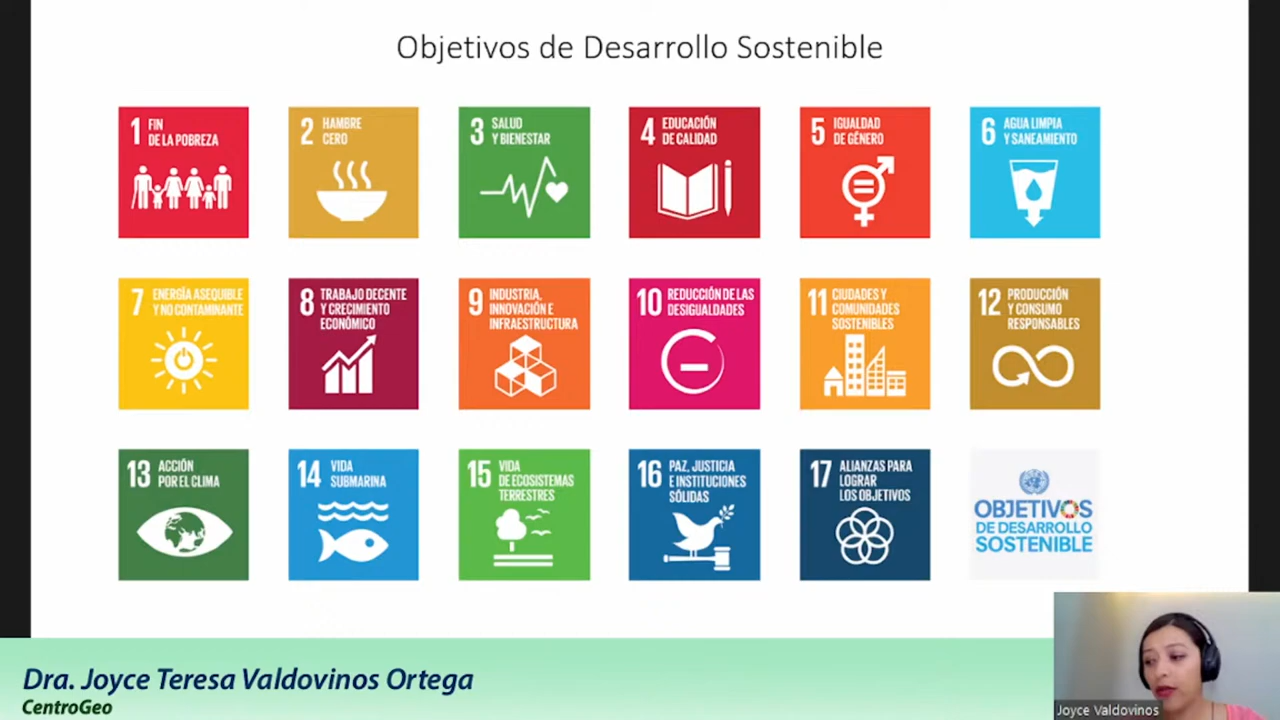 Objetivos de Desarrollo Sostenible
1 FIN
DE LA POBREZA
2 HAMBRE
CERO
3 SALUD
Y BIENESTAR
4 EDUCACIÓN
DE CALIDAD
5 IGUALDAD
DE GÉNERO
6 AGUA LIMPIA
Y SANEAMIENTO
7 ENERGÍA ASEQUIBLE
Y NO CONTAMINANTE
8 TRABAJO DECENTE
Y CRECIMIENTO
ECONÓMICO
9 INDUSTRIA,
INNOVACIÓN E
INFRAESTRUCTURA
10 REDUCCIÓN DE LAS
DESIGUALDADES
11 CIUDADES Y
COMUNIDADES
SOSTENIBLES
12 PRODUCCIÓN
Y CONSUMO
RESPONSABLES
13 ACCIÓN
POR EL CLIMA
14 VIDA
SUBMARINA
15 VIDA
DE ECOSISTEMAS
TERRESTRES
16 PAZ, JUSTICIA
E INSTITUCIONES
SÓLIDAS
17 ALIANZAS PARA
LOGRAR
LOS OBJETIVOS
OBJETIVOS
DE DESARROLLO
SOSTENIBLE
Dra. Joyce Teresa Valdovinos Ortega
CentroGeo
Joyce Valdovinos